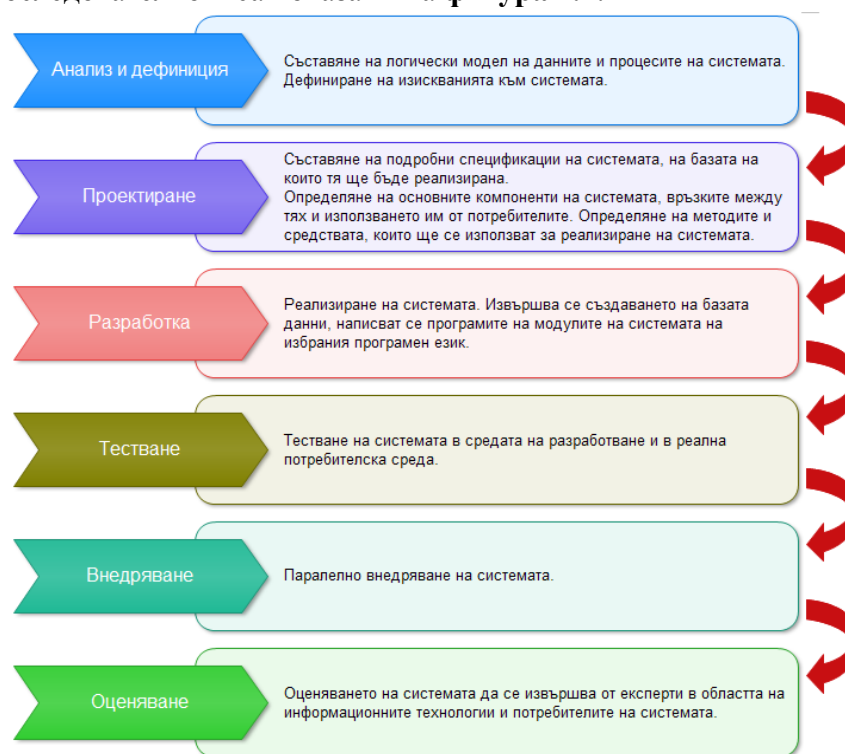 Анализ и дефиниция
Съставяне на логически модел на данните и процесите на системата.
Дефиниране на изискванията към системата.
Проектиране
Съставяне на подробни спецификации на системата, на базата на
които тя ще бъде реализирана.
Определяне на основните компоненти на системата, връзките между
тях и използването им от потребителите. Определяне на методите и
средствата, които ще се използват за реализиране на системата.
Разработка
Реализиране на системата. Извършва се създаването на базата
данни, написват се програмите на модулите на системата на
избрания програмен език.
Тестване
Тестване на системата в средата на разработване и в реална
потребителска среда.
Внедряване
Паралелно внедряване на системата.
Оценяване
Оценяването на системата да се извършва от експерти в областта на
информационните технологии и потребителите на системата.